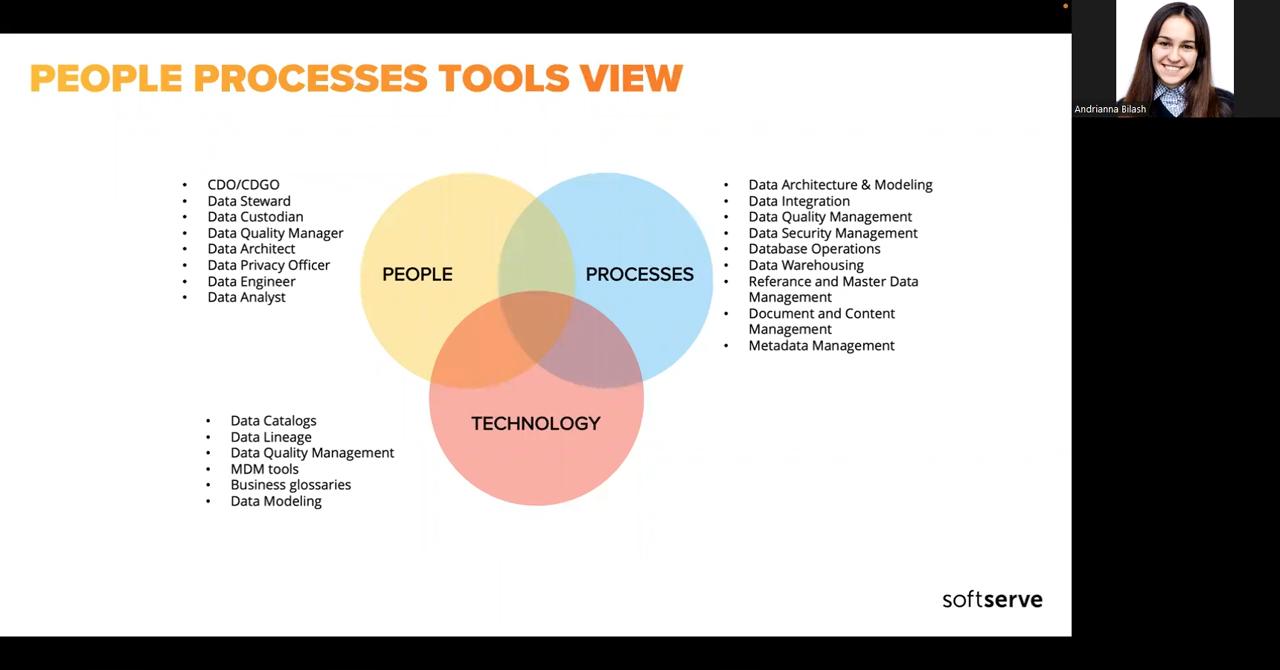 PEOPLE PROCESSES TOOLS VIEW
Andrianna Bilash
• CDO/CDGO
• Data Steward
• Data Custodian
• Data Quality Manager
• Data Architect
• Data Privacy Officer
• Data Engineer
• Data Analyst
PEOPLE
PROCESSES
• Data Architecture & Modeling
• Data Integration
• Data Quality Management
• Data Security Management
• Database Operations
• Data Warehousing
• Referance and Master Data
Management
• Document and Content
Management
• Metadata Management
• Data Catalogs
• Data Lineage
• Data Quality Management
• MDM tools
• Business glossaries
• Data Modeling
TECHNOLOGY
softserve